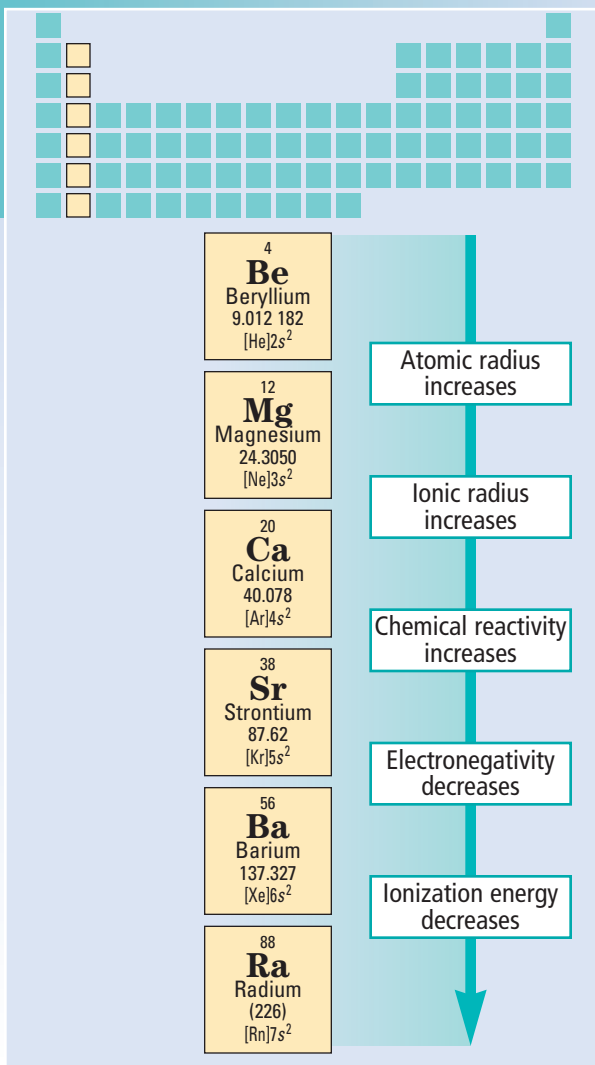 4
Be
Beryllium
9.012 182
[He]2s²
12
Mg
Magnesium
24.3050
[Ne]3s²
20
Ca
Calcium
40.078
[Ar]4s²
38
Sr
Strontium
87.62
[Kr]5s²
56
Ba
Barium
137.327
[Xe]6s²
88
Ra
Radium
(226)
[Rn]7s²
Atomic radius
increases
Ionic radius
increases
Chemical reactivity
increases
Electronegativity
decreases
Ionization energy
decreases